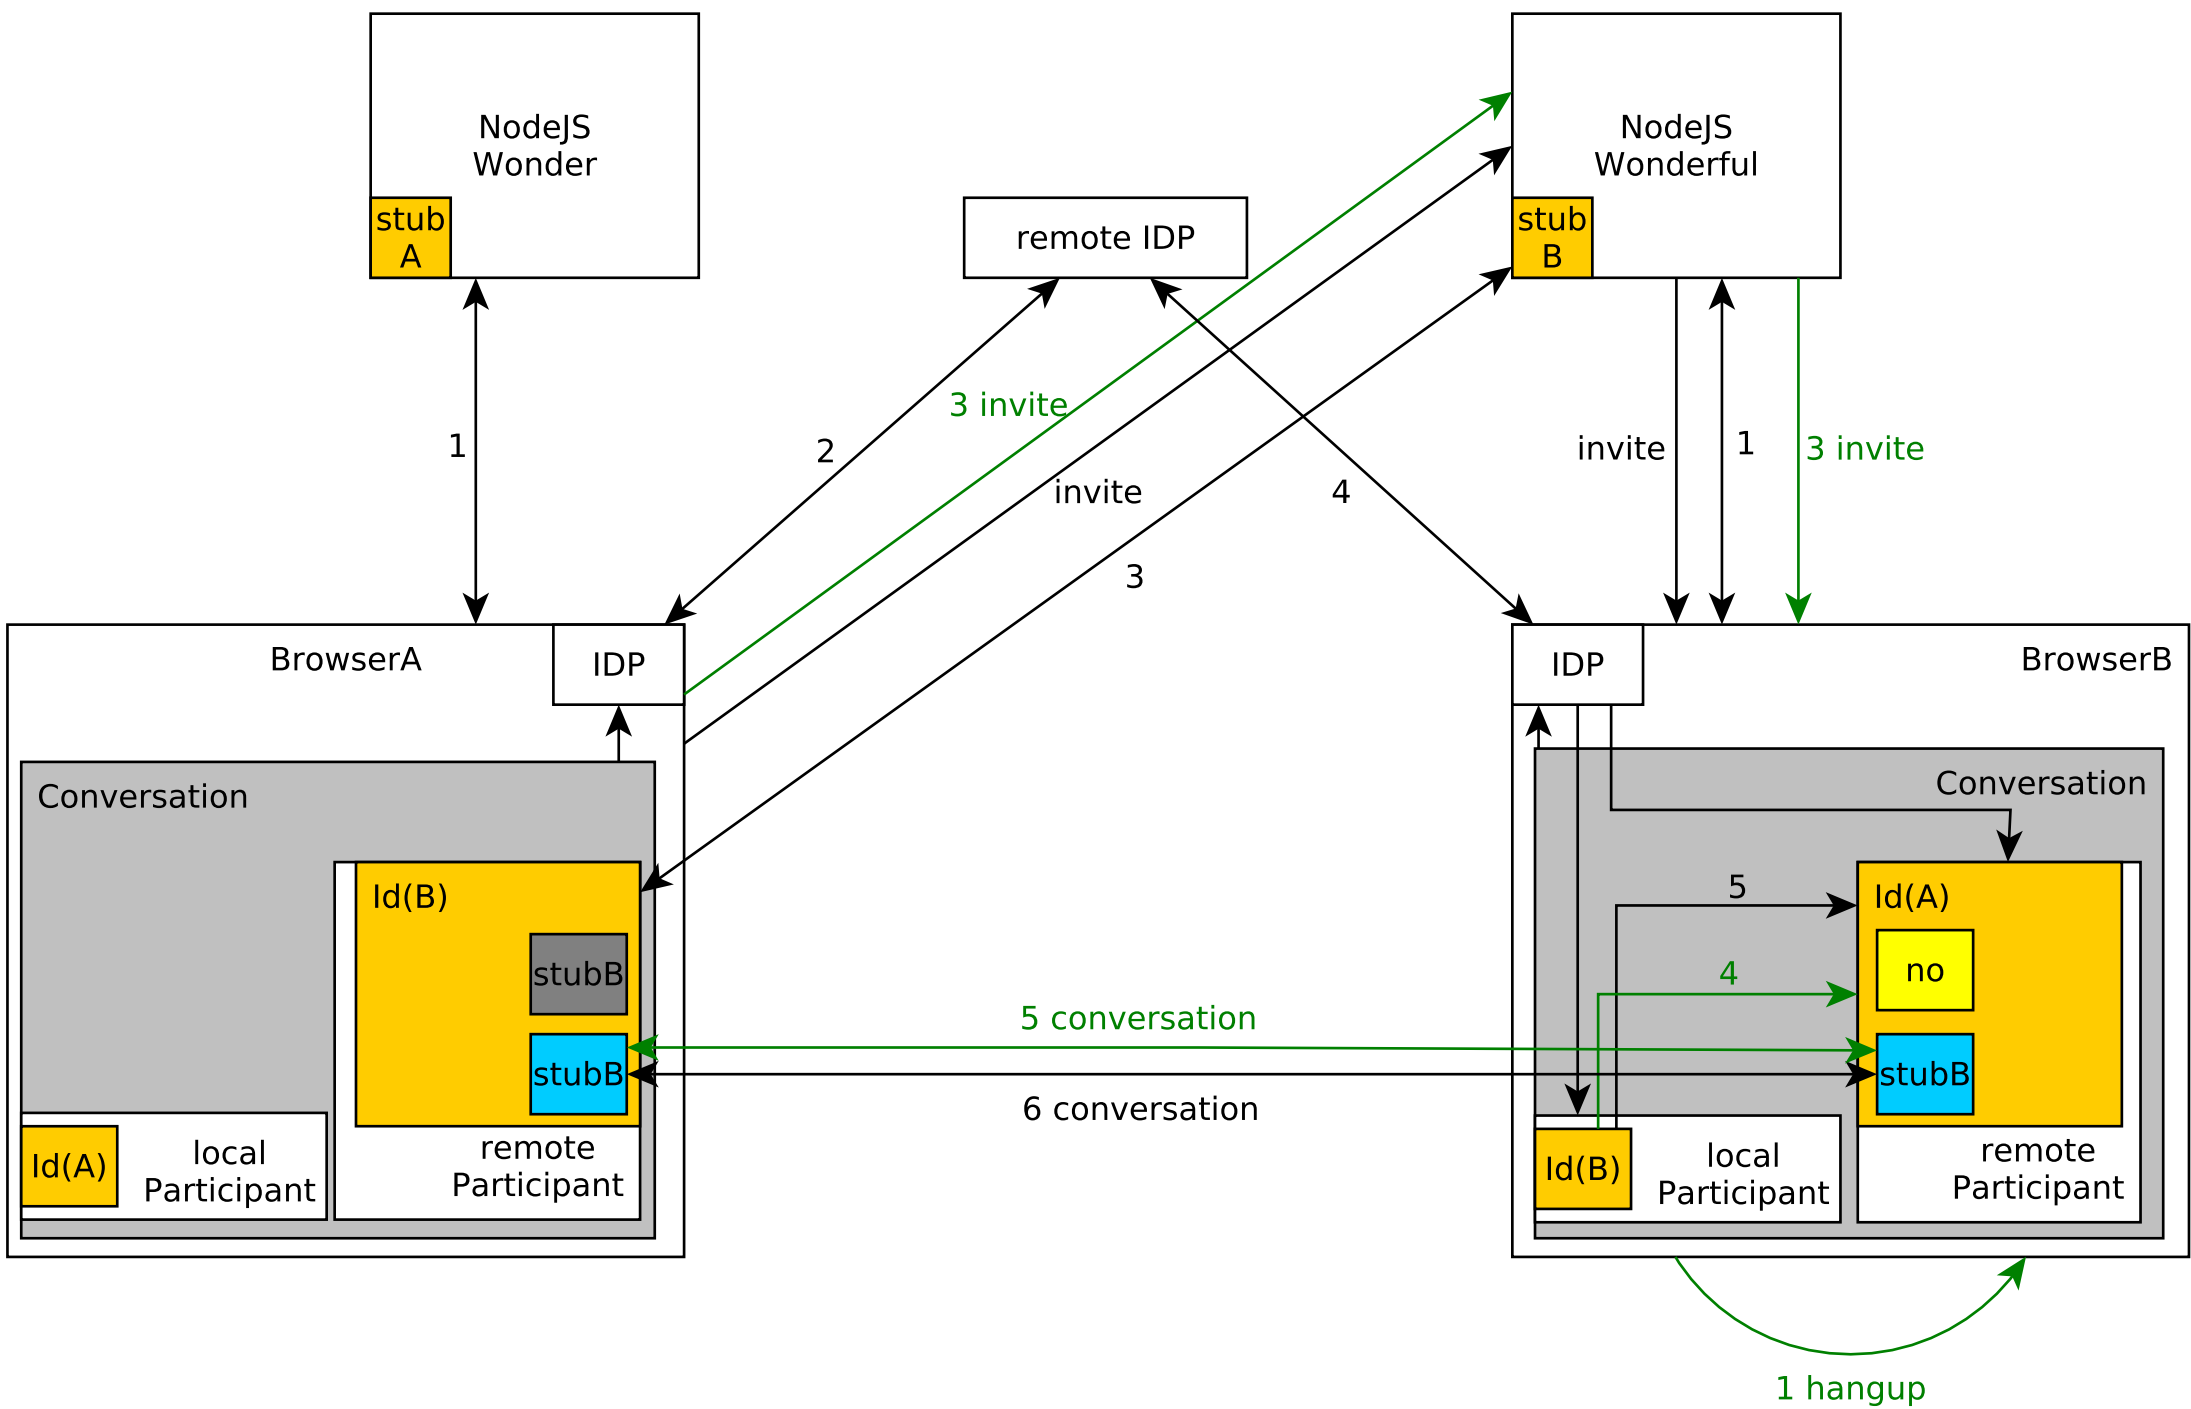 NodeJS
Wonder
stub
A
remote IDP
NodeJS
Wonderful
stub
B
1
2
3 invite
invite
3
4
invite
1
3 invite
BrowserA
IDP
Conversation
Id(B)
stubB
stubB
remote
Participant
Id(A)
local
Participant
5 conversation
6 conversation
IDP
BrowserB
Conversation
5
4
Id(A)
no
stubB
remote
Participant
Id(B)
local
Participant
1 hangup